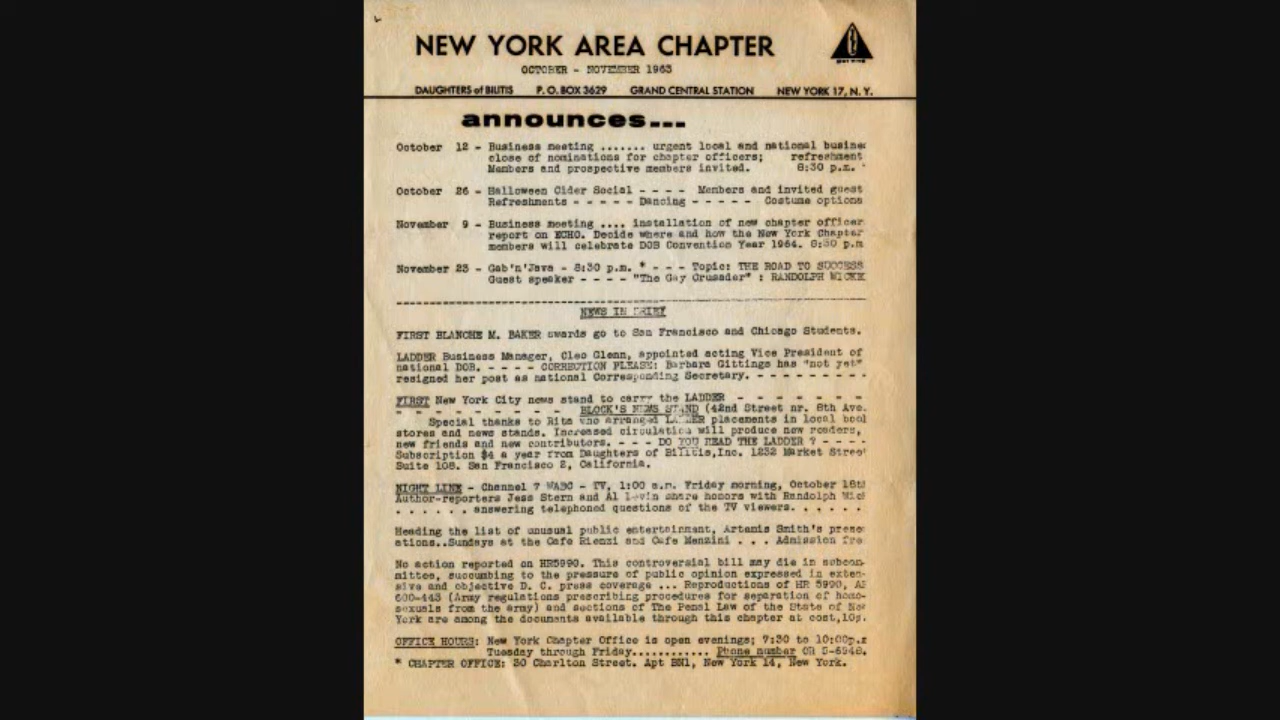 NEW YORK AREA CHAPTER
OCTOBER - NOVEMBER 1963
DAUGHTERS of BILITIS P. O. BOX 3629 GRAND CENTRAL STATION NEW YORK 17, N. Y.
announces...
October 12 - Business meeting ....... urgent local and national busine
close of nominations for chapter officers; refreshment
Members and prospective members invited. 8:30 p.m. *
October 26 - Halloween Cider Social - - - - Members and invited guest
Refreshments - - - - - Dancing - - - - - Costume options
November 9 - Business meeting .... installation of new chapter officer
report on ECHO. Decide where and how the New York Chapter
members will celebrate DOB Convention Year 1964. 8:30 p.m
November 23 - Gab'n'Java - 8:30 p.m. * - - - Topic: THE ROAD TO SUCCESS
Guest speaker - - - - "The Gay Crusader" : RANDOLPH WICKE
NEWS IN BRIEF
FIRST BLANCHE M. BAKER awards go to San Francisco and Chicago Students.
LADDER Business Manager, Cleo Glenn, appointed acting Vice President of
national DOB. - - - - CORRECTION PLEASE: Barbara Gittings has "not yet"
resigned her post as national Corresponding Secretary. - - - - - - - - -
FIRST New York City news stand to carry the LADDER - - - - - - -
- - - - - - - - - BLOCK'S NEWS STAND (42nd Street nr. 8th Ave.
Special thanks to Rita who arranged LADDER placements in local
stores and news stands. Increased circulation will produce new readers,
new friends and new contributors. - - - DO YOU READ THE LADDER ? - - - -
Subscription $4 a year from Daughters of Bilitis,Inc. 1232 Market Street
Suite 108. San Francisco 2, California.
NIGHT LINE - Channel 7 WABC - TV, 1:00 a.m. Friday morning, October 18th
Author-reporters Jess Stern and Al Levin share honors with Randolph
. . . . . . answering telephoned questions of the TV viewers. . . . . .
Heading the list of unusual public entertainment, Artemis Smith's prese
ations..Sundays at the Cafe Rienzi and Cafe Manzini . . . Admission fre
No action reported on HR5990. This controversial bill may die in subcom-
mittee, succumbing to the pressure of public opinion expressed in exten-
sive and objective D. C. press coverage ... Reproductions of HR 5990, AR
600-443 (Army regulations prescribing procedures for separation of homo-
sexuals from the army) and sections of The Penal Law of the State of New
York are among the documents available through this chapter at cost,10¢.
OFFICE HOURS: New York Chapter Office is open evenings; 7:30 to 10:00p.m
Tuesday through Friday............ Phone number OR 5-6948.
* CHAPTER OFFICE: 30 Charlton Street. Apt BN1, New York 14, New York.